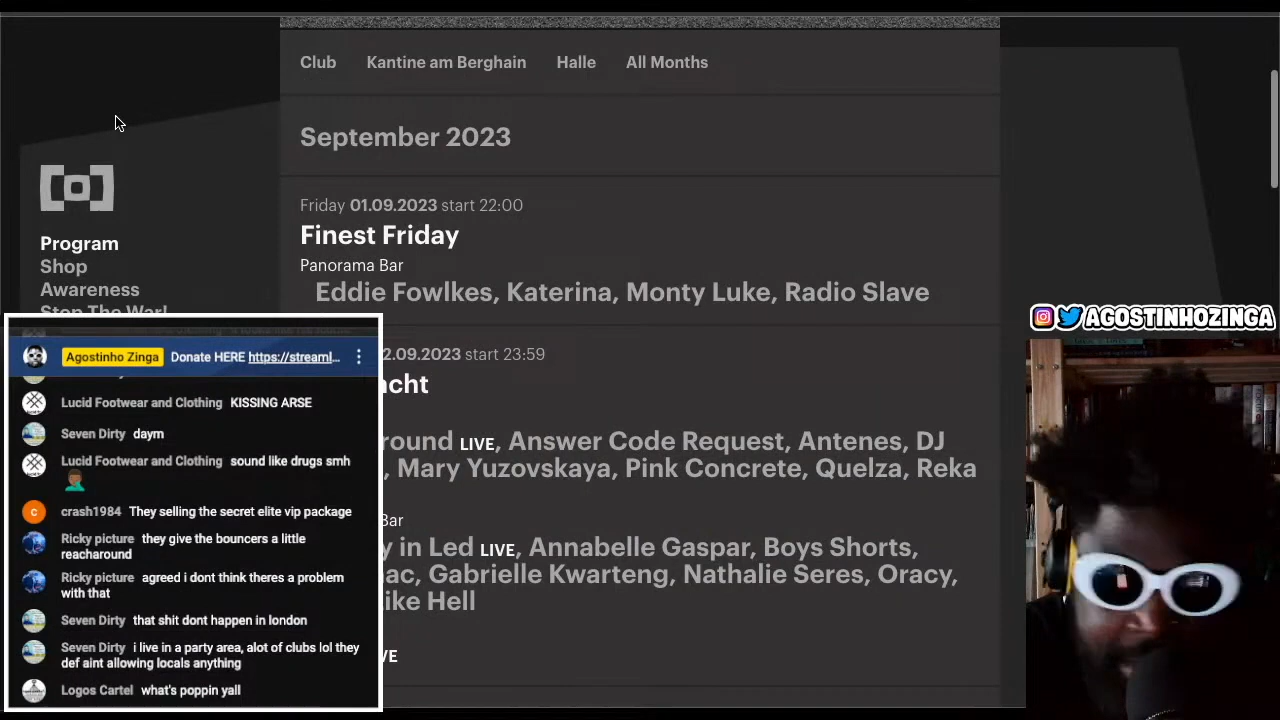 Club Kantine am Berghain Halle All Months
September 2023
Friday 01.09.2023 start 22:00
Finest Friday
Panorama Bar
Eddie Fowlkes, Katerina, Monty Luke, Radio Slave
2.09.2023 start 23:59
acht
round LIVE, Answer Code Request, Antenes, DJ
, Mary Yuzovskaya, Pink Concrete, Quelza, Reka
Bar
y in Led LIVE, Annabelle Gaspar, Boys Shorts,
ac, Gabrielle Kwarteng, Nathalie Seres, Oracy,
ike Hell
VE
Program
Shop
Awareness
Stop The War!
Agostinho Zinga Donate HERE https://streaml...
Lucid Footwear and Clothing KISSING ARSE
Seven Dirty daym
Lucid Footwear and Clothing sound like drugs smh
crash1984 They selling the secret elite vip package
Ricky picture they give the bouncers a little
reacharound
Ricky picture agreed i dont think theres a problem
with that
Seven Dirty that shit dont happen in london
Seven Dirty i live in a party area, alot of clubs lol they
def aint allowing locals anything
Logos Cartel what's poppin yall
AGOSTINHOZINGA